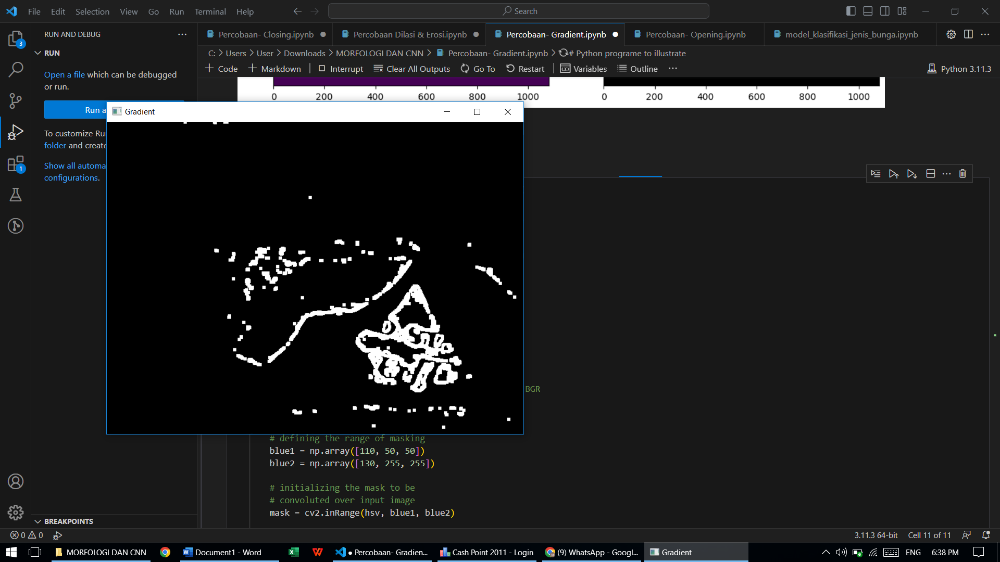 File Edit Selection View Go Run Terminal Help
Search
RUN AND DEBUG
Percobaan- Closing.ipynb
Percobaan Dilasi & Erosi.ipynb
Percobaan- Gradient.ipynb
Percobaan- Opening.ipynb
model_klasifikasi_jenis_bunga.ipynb
3
RUN
C: > Users > User > Downloads > MORFOLOGI DAN CNN > Percobaan- Gradient.ipynb > # Python programe to illustrate
Code Markdown Interrupt Clear All Outputs Go To Restart Variables Outline
Python 3.11.3
Open a file which can be debugged
or run.
0 200 400 600 800 1000
0 200 400 600 800 1000
Run a
Gradient
To customize Ru
folder and create
Show all automa
configurations.
1
BGR
# defining the range of masking
blue1 = np.array([110, 50, 50])
blue2 = np.array([130, 255, 255])
# initializing the mask to be
# convoluted over input image
mask = cv2.inRange(hsv, blue1, blue2)
BREAKPOINTS
0 0
3.11.3 64-bit Cell 11 of 11
MORFOLOGI DAN CNN
Document1 - Word
Percobaan- Gradien...
Cash Point 2011 - Login
(9) WhatsApp - Googl...
Gradient
ENG
6:38 PM